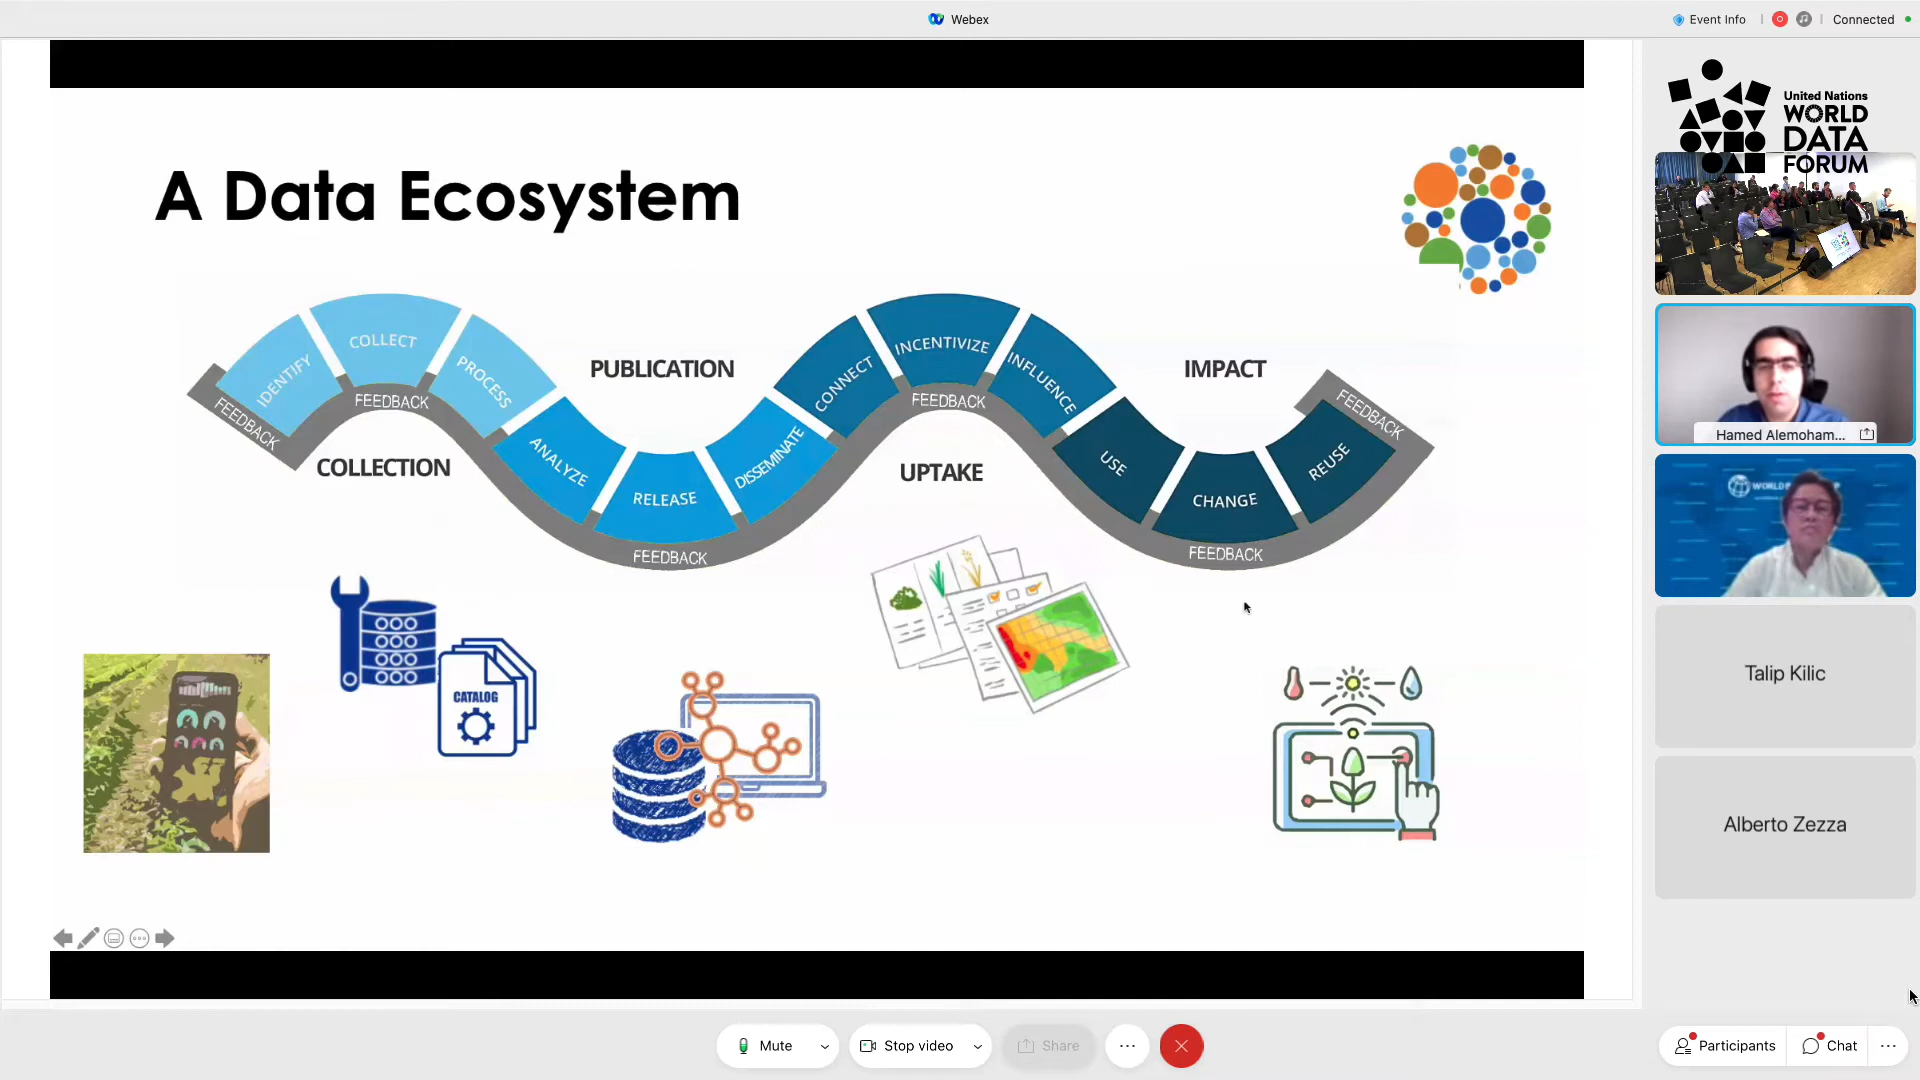 Webex
Event Info
Connected
United Nations
WORLD
DATA
FORUM
A Data Ecosystem
IDENTIFY
COLLECT
PROCESS
ANALYZE
RELEASE
DISSEMINATE
CONNECT
INCENTIVIZE
INFLUENCE
USE
CHANGE
REUSE
FEEDBACK
FEEDBACK
FEEDBACK
FEEDBACK
FEEDBACK
FEEDBACK
COLLECTION
PUBLICATION
UPTAKE
IMPACT
CATALOG
Hamed Alemoham...
WORLD
Talip Kilic
Alberto Zezza
Mute
Stop video
Share
Participants
Chat